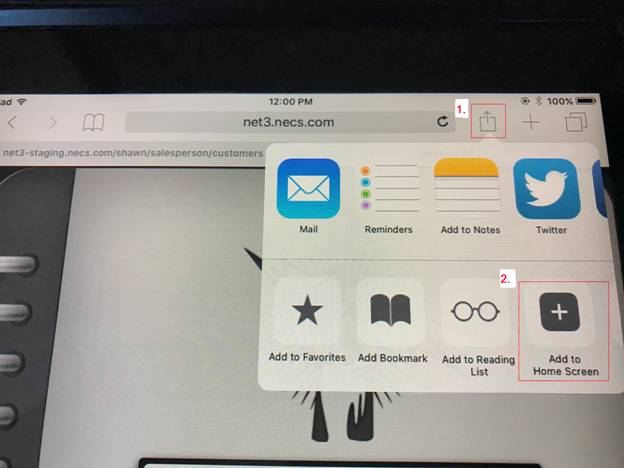 ad 12:00 PM 100%
1.
net3.necs.com
net3-staging.necs.com/shawn/salesperson/customers
Mail Reminders Add to Notes Twitter
2.
Add to Favorites Add Bookmark Add to Reading List Add to Home Screen